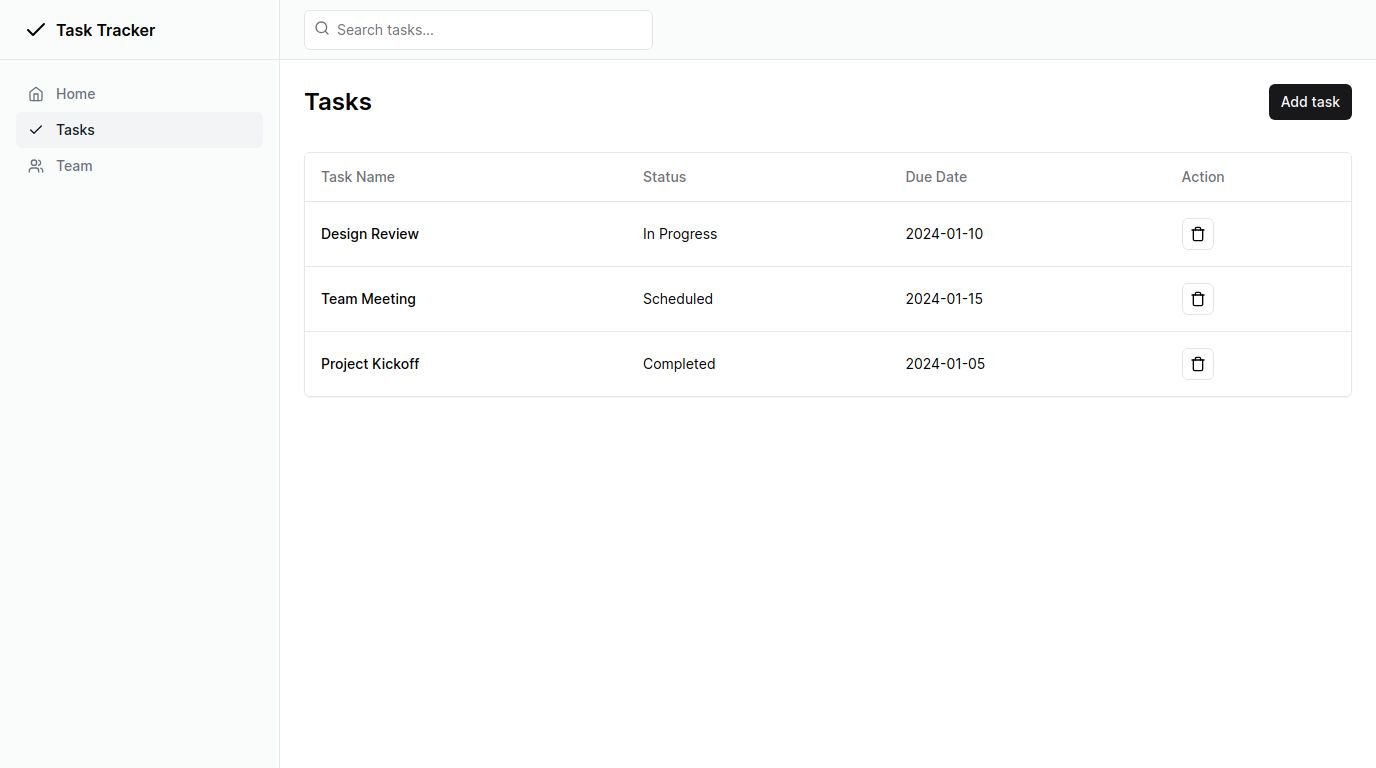 Task Tracker
Search tasks...
Home
Tasks
Team
Tasks
Add task
Task Name Status Due Date Action
Design Review In Progress 2024-01-10
Team Meeting Scheduled 2024-01-15
Project Kickoff Completed 2024-01-05